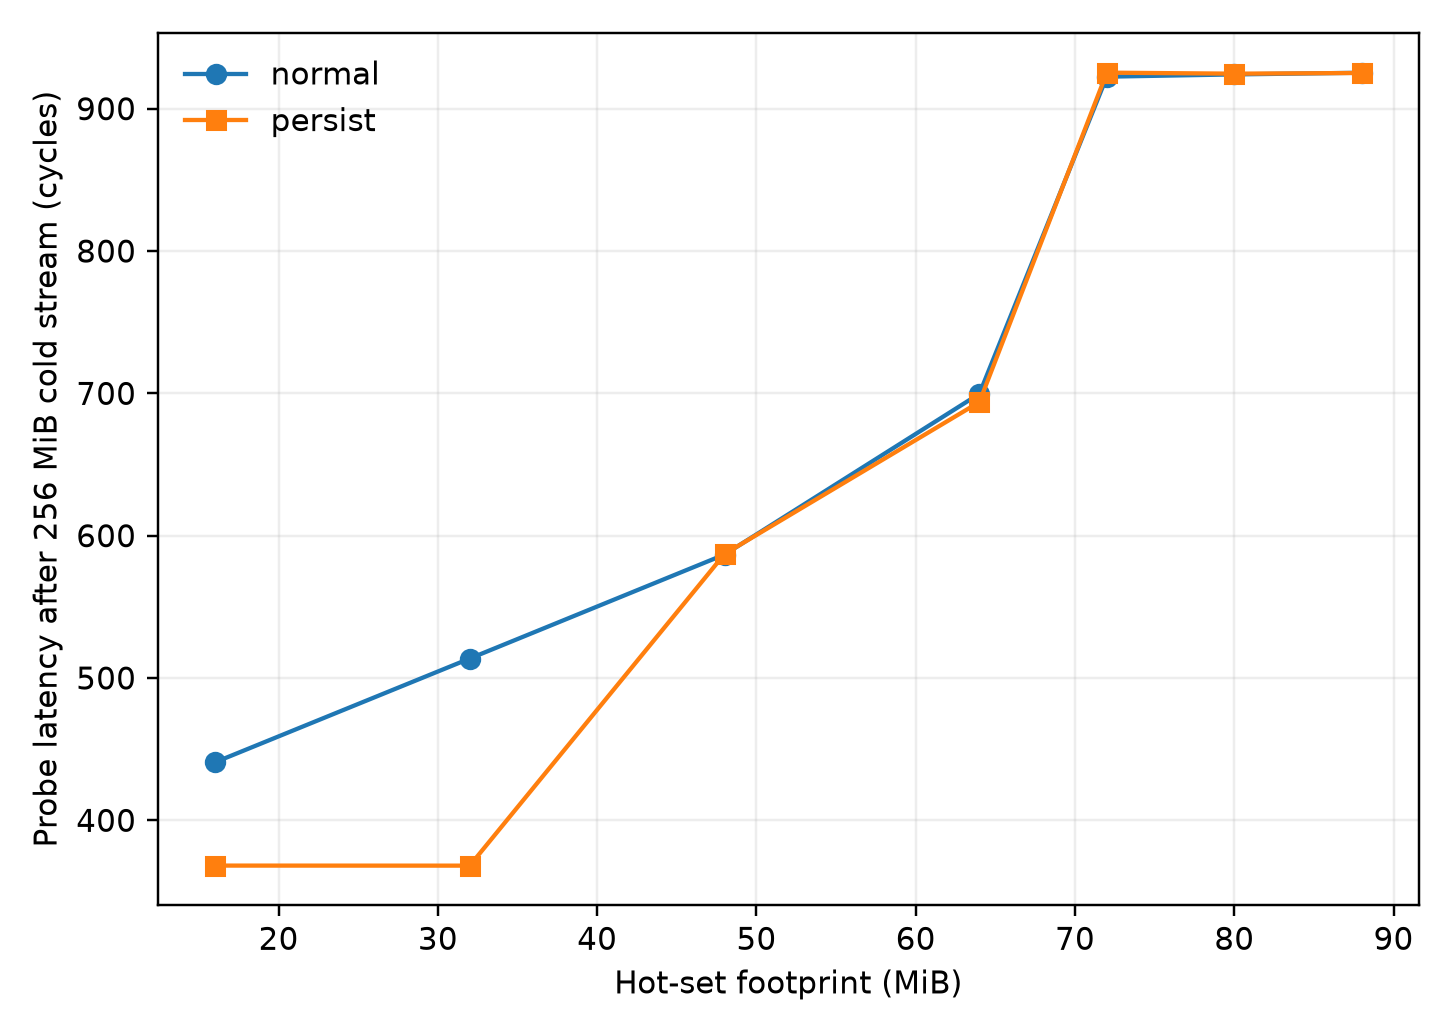 normal
persist
Probe latency after 256 MiB cold stream (cycles)
900
800
700
600
500
400
20 30 40 50 60 70 80 90
Hot-set footprint (MiB)